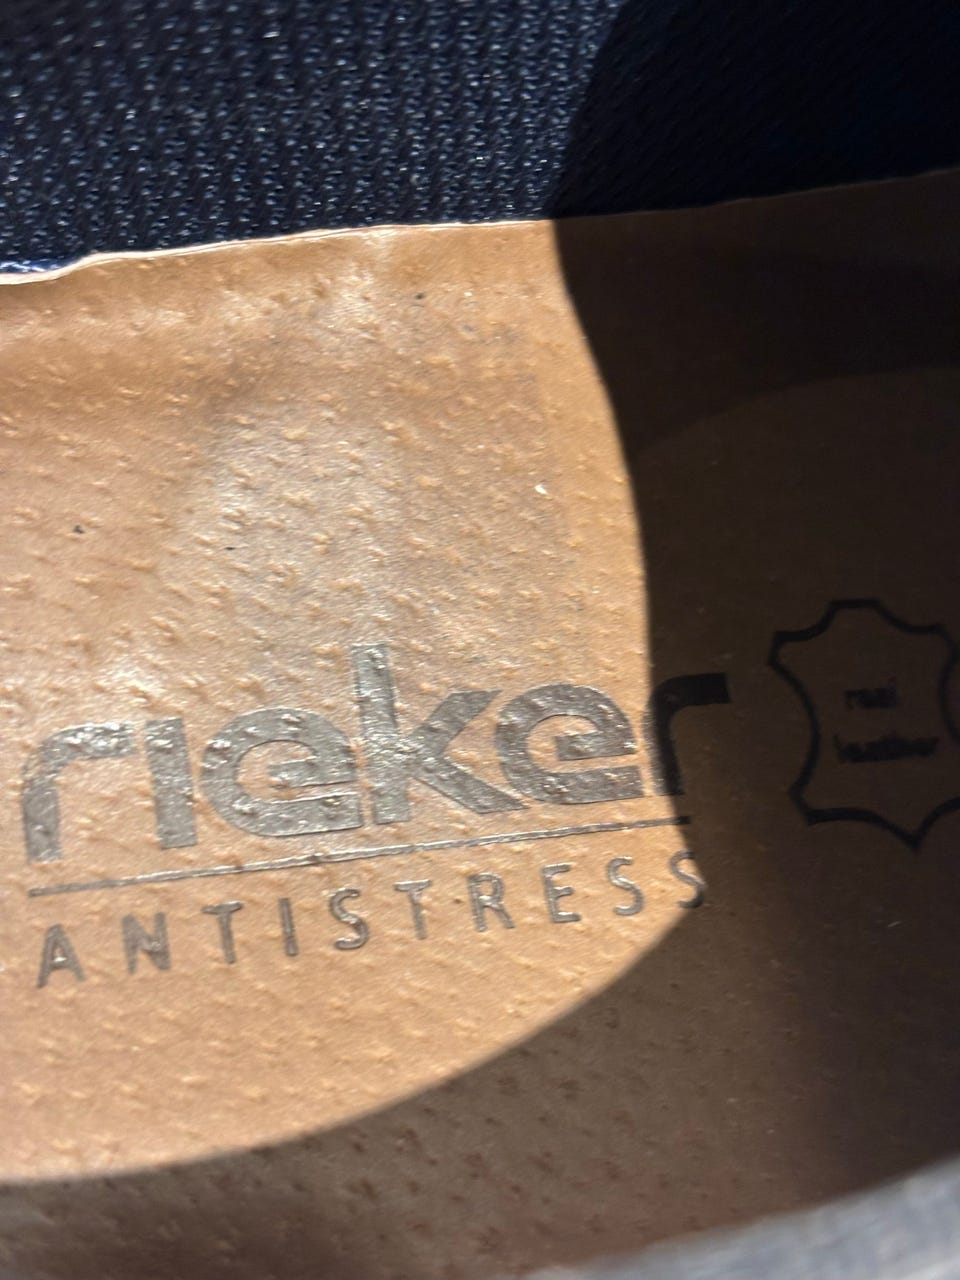 rieker
ANTISTRESS
real
leather